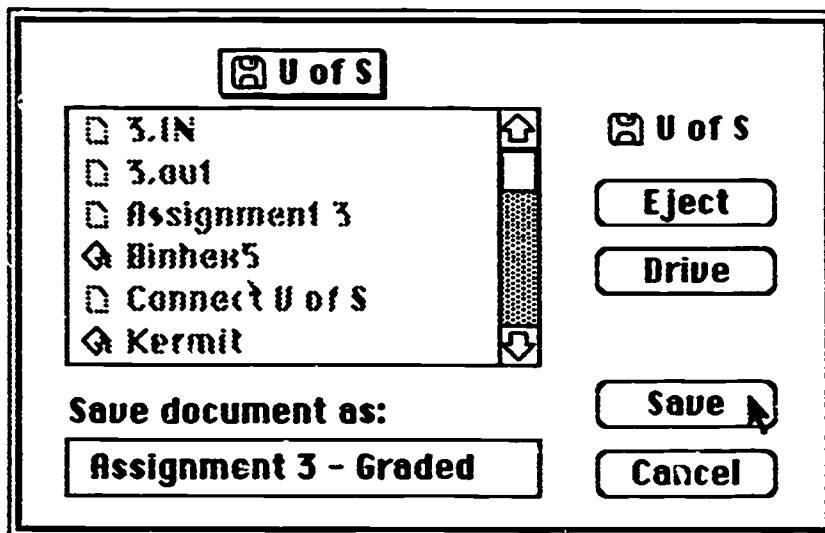 U of S
3.IN
3.out
Assignment 3
Binhex5
Connect U of S
Kermit
Save document as:
Assignment 3 - Graded
U of S
Eject
Drive
Save
Cancel